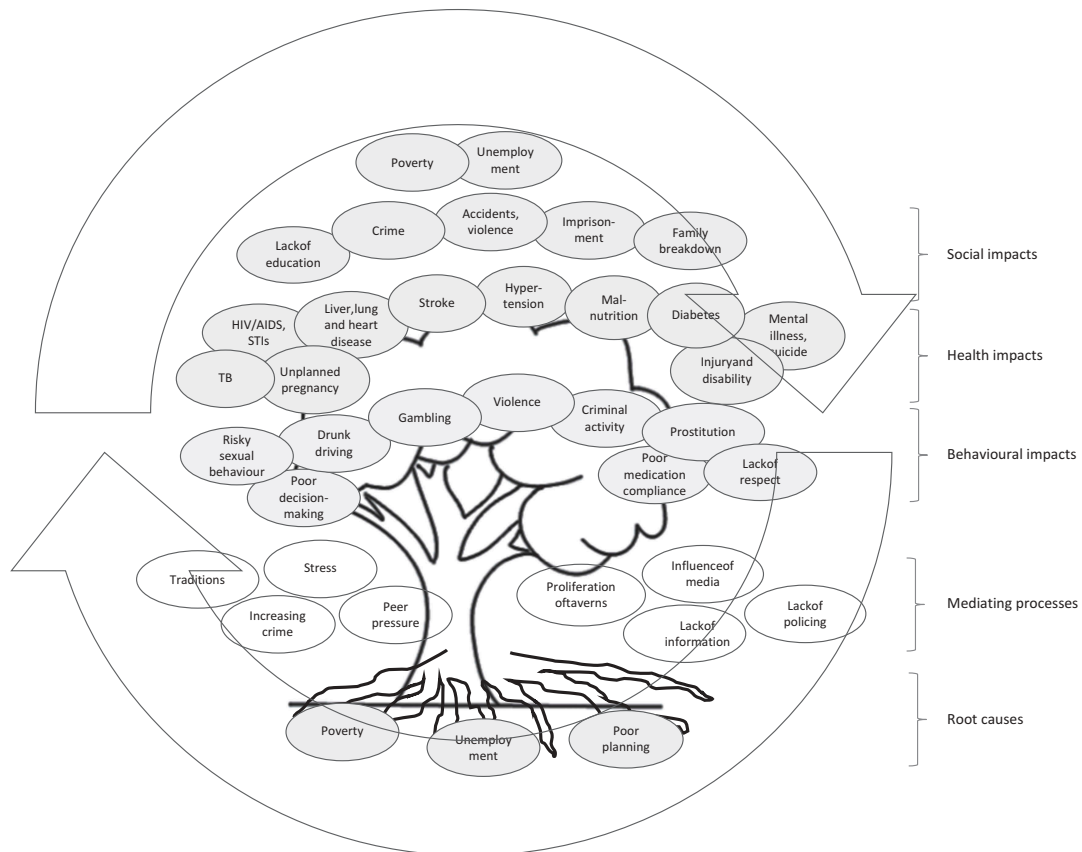 Poverty
Unemploy
ment
Lackof
education
Crime
Accidents,
violence
Imprison-
ment
Family
breakdown
Social impacts
HIV/AIDS,
STIs
Liver,lung
and heart
disease
Stroke
Hyper-
tension
Mal-
nutrition
Diabetes
Mental
illness,
suicide
TB
Unplanned
pregnancy
Injuryand
disability
Health impacts
Risky
sexual
behaviour
Drunk
driving
Poor
decision-
making
Gambling
Violence
Criminal
activity
Prostitution
Poor
medication
compliance
Lackof
respect
Behavioural impacts
Traditions
Stress
Increasing
crime
Peer
pressure
Proliferation
oftaverns
Influenceof
media
Lackof
information
Lackof
policing
Mediating processes
Poverty
Unemploy
ment
Poor
planning
Root causes